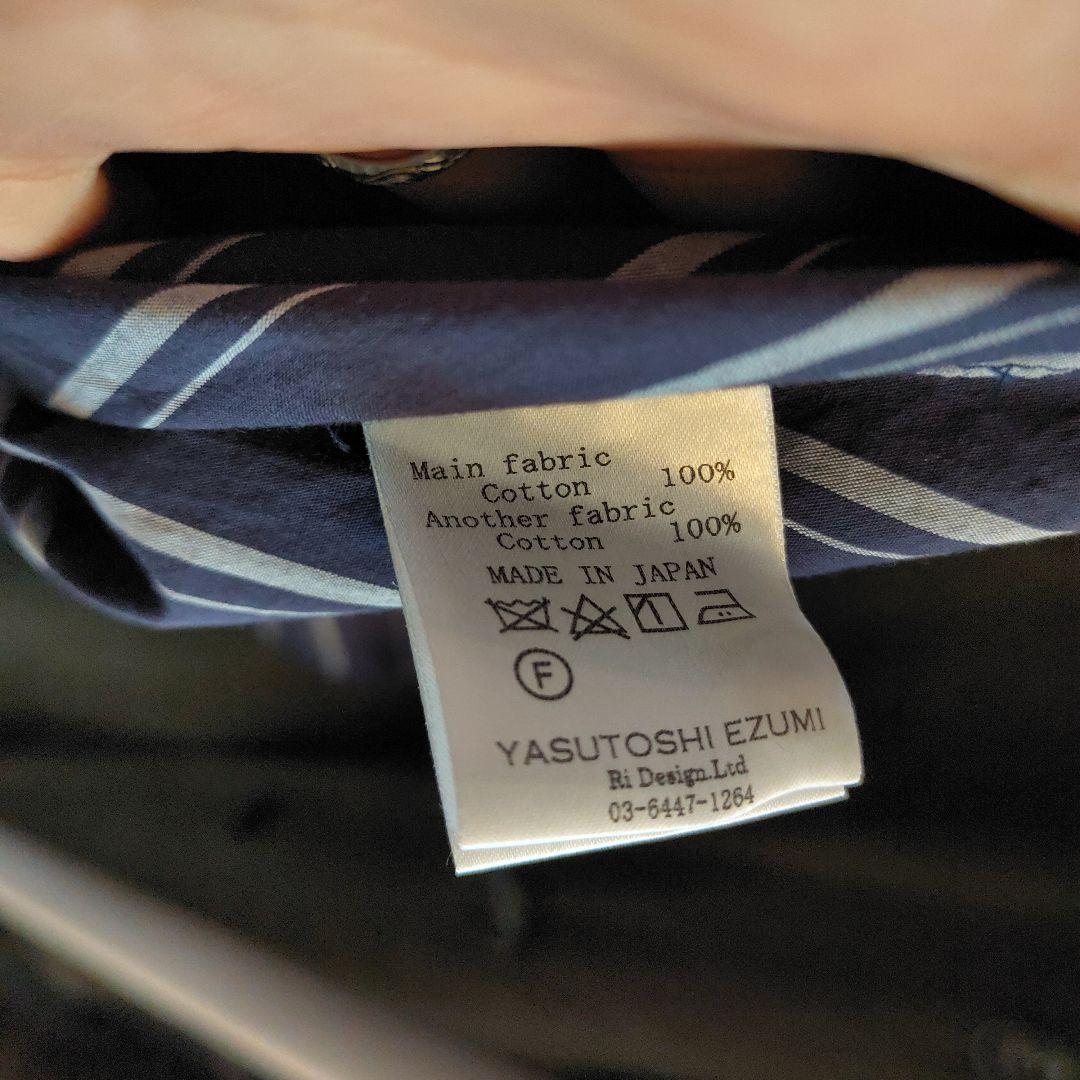 Main fabric
Cotton 100%
Another fabric
Cotton 100%
MADE IN JAPAN
F
YASUTOSHI EZUMI
Ri Design.Ltd
03-6447-1264